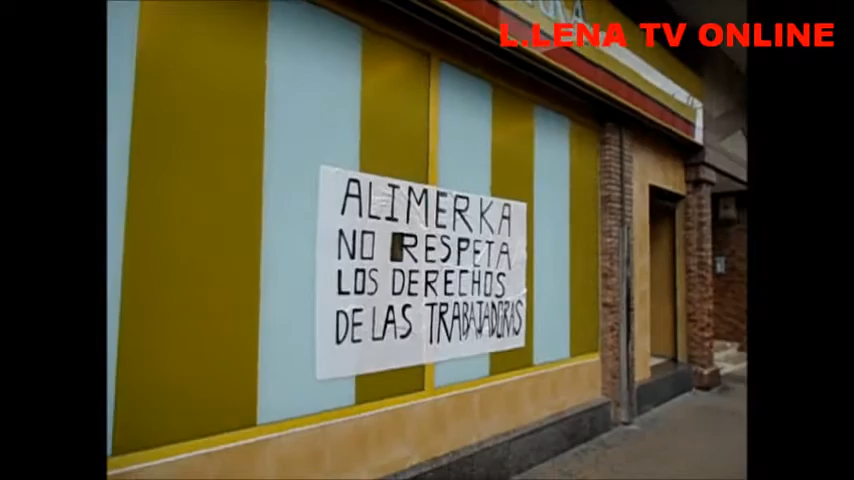 L.LENA TV ONLINE
ALIMERKA
NO RESPETA
LOS DERECHOS
DE LAS TRABAJADORAS